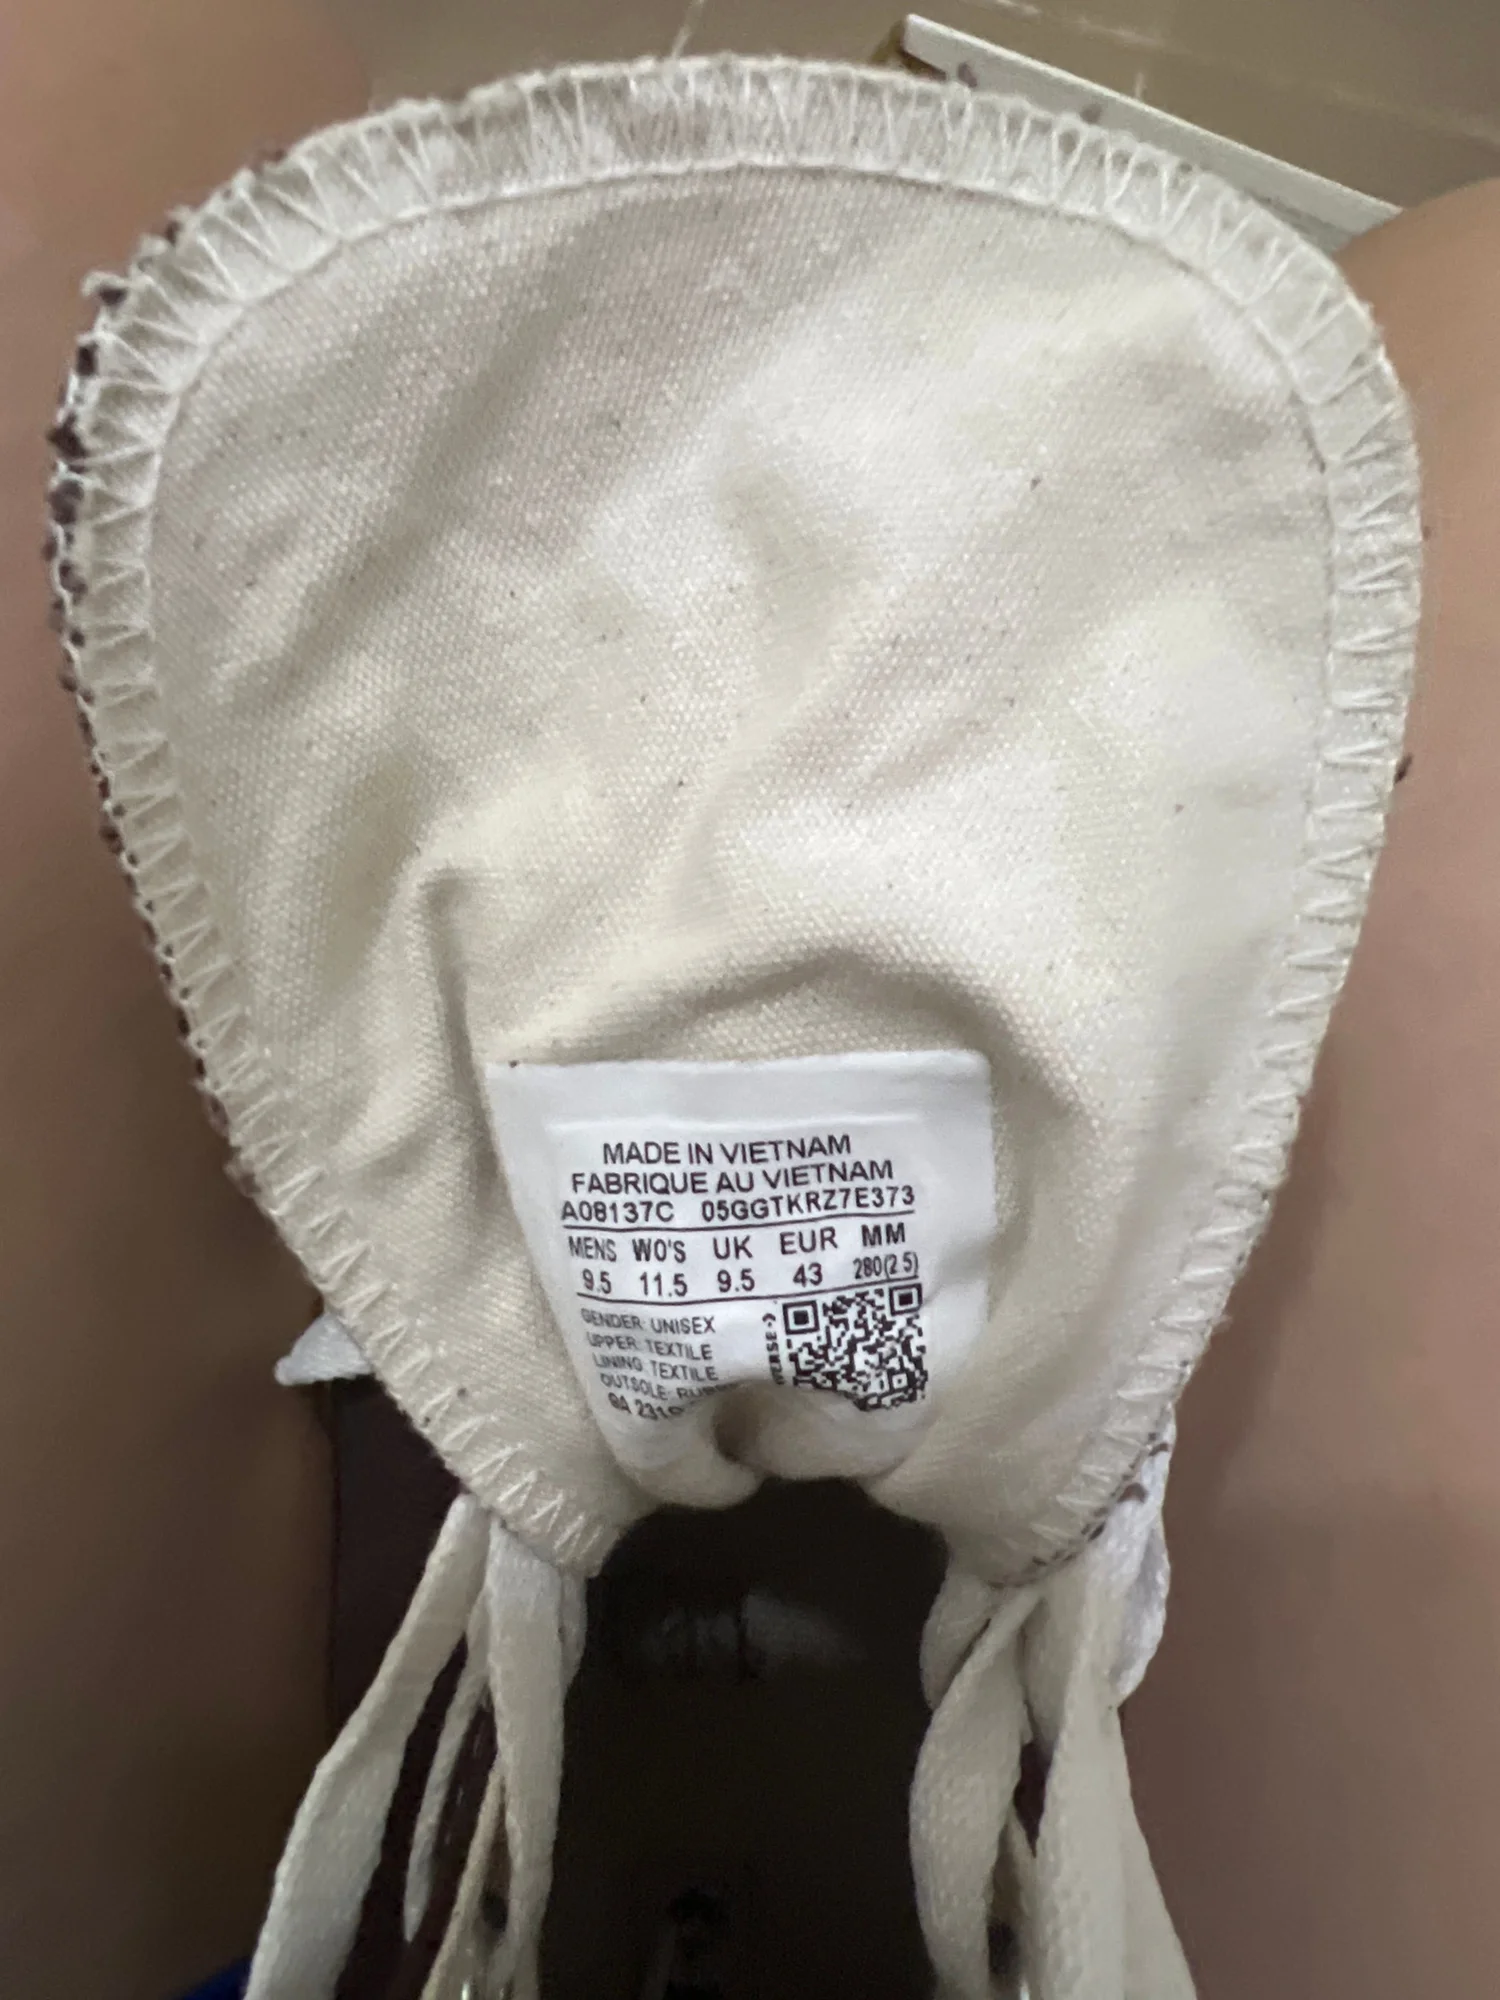 MADE IN VIETNAM
FABRIQUE AU VIETNAM
A08137C 05GGTKRZ7E373
MENS WO'S UK EUR MM
9.5 11.5 9.5 43 280(2 5)
GENDER: UNISEX
UPPER: TEXTILE
LINING: TEXTILE
OUTSOLE: